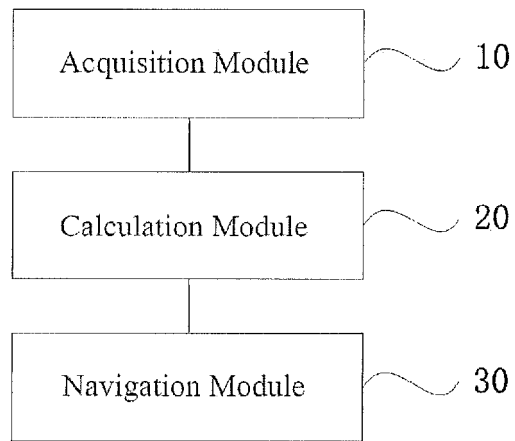 Acquisition Module 10
Calculation Module 20
Navigation Module 30